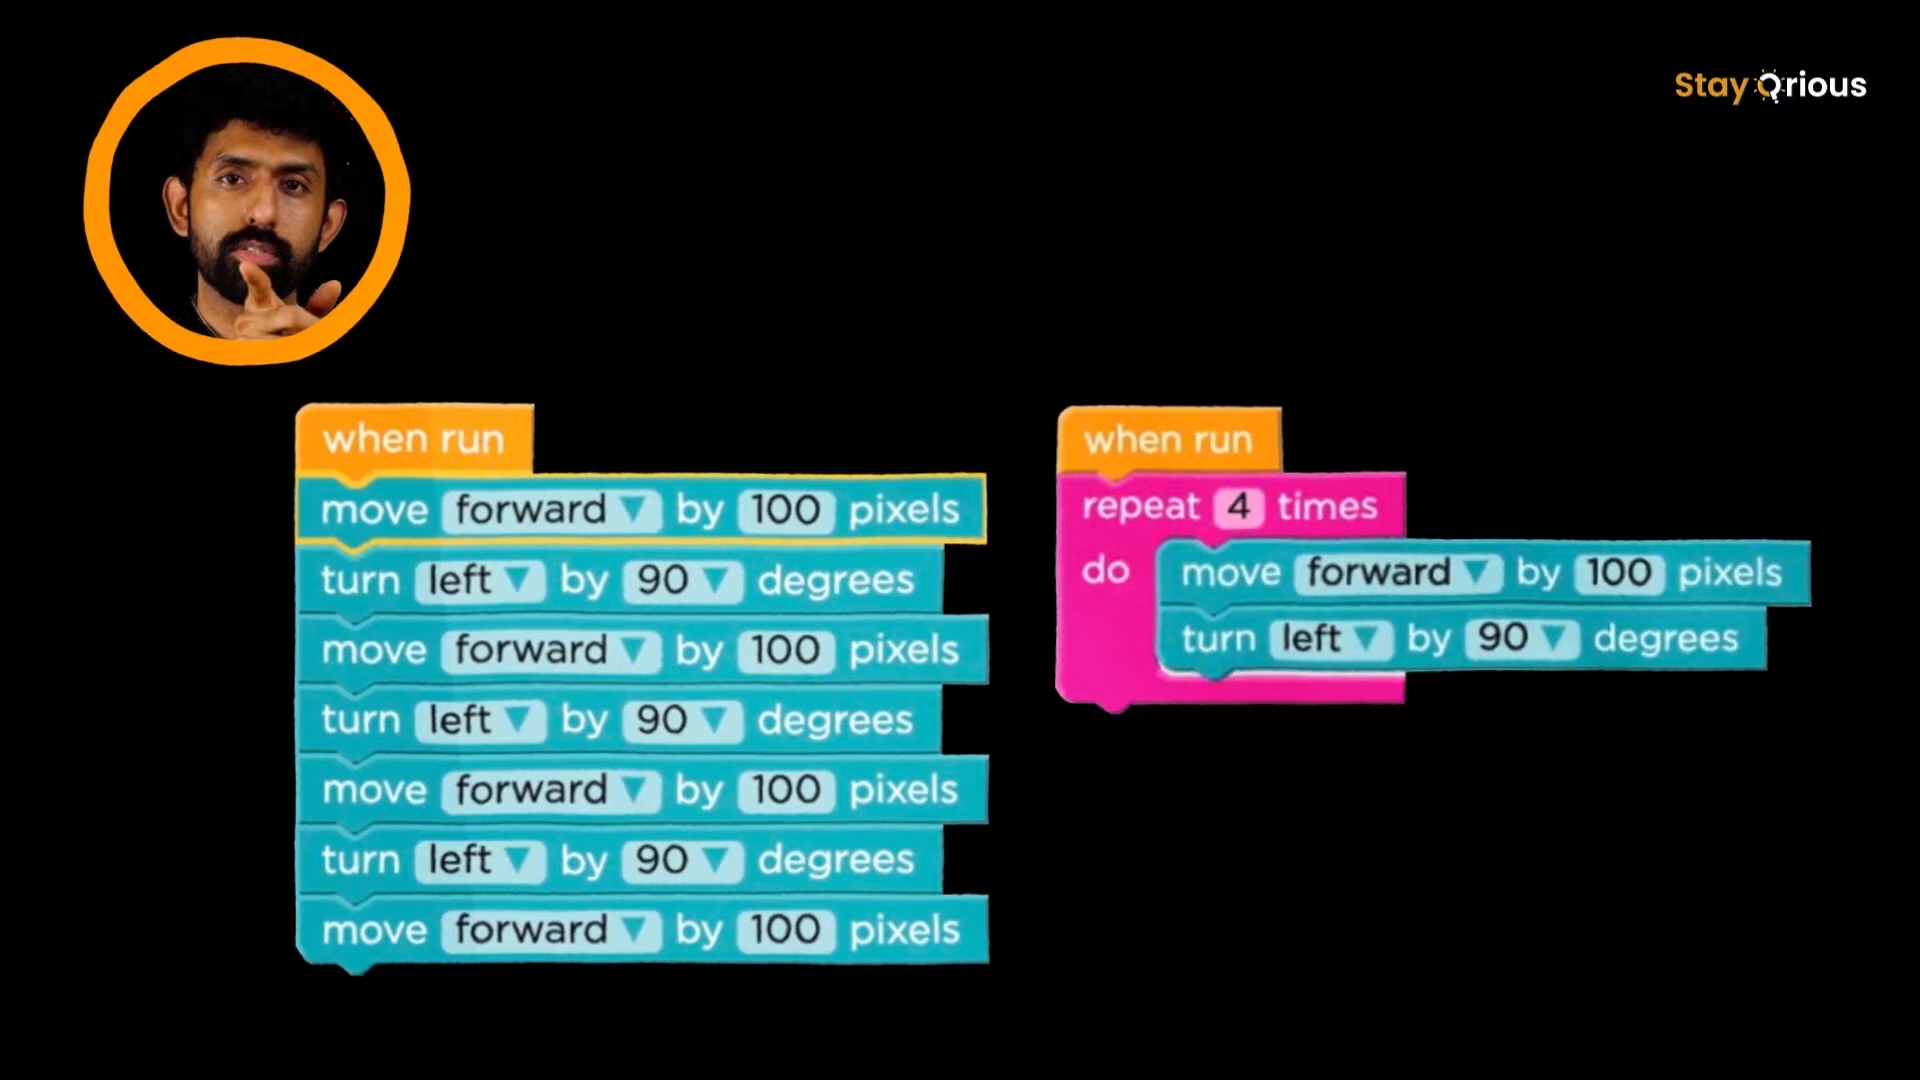 Stay Qrious
when run
move forward by 100 pixels
turn left by 90 degrees
move forward by 100 pixels
turn left by 90 degrees
move forward by 100 pixels
turn left by 90 degrees
move forward by 100 pixels
when run
repeat 4 times
do move forward by 100 pixels
turn left by 90 degrees